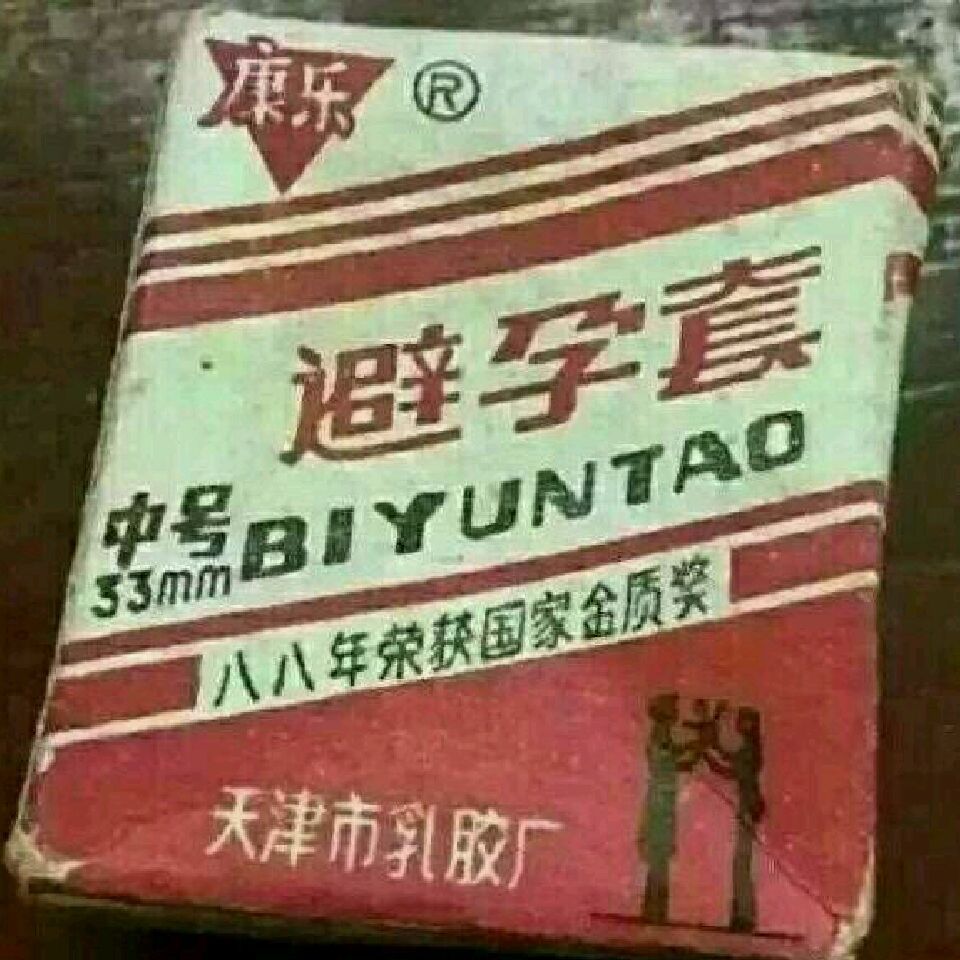 康乐 ®
避孕套
中号
33mm
BIYUNTAO
八八年荣获国家金质奖
天津市乳胶厂